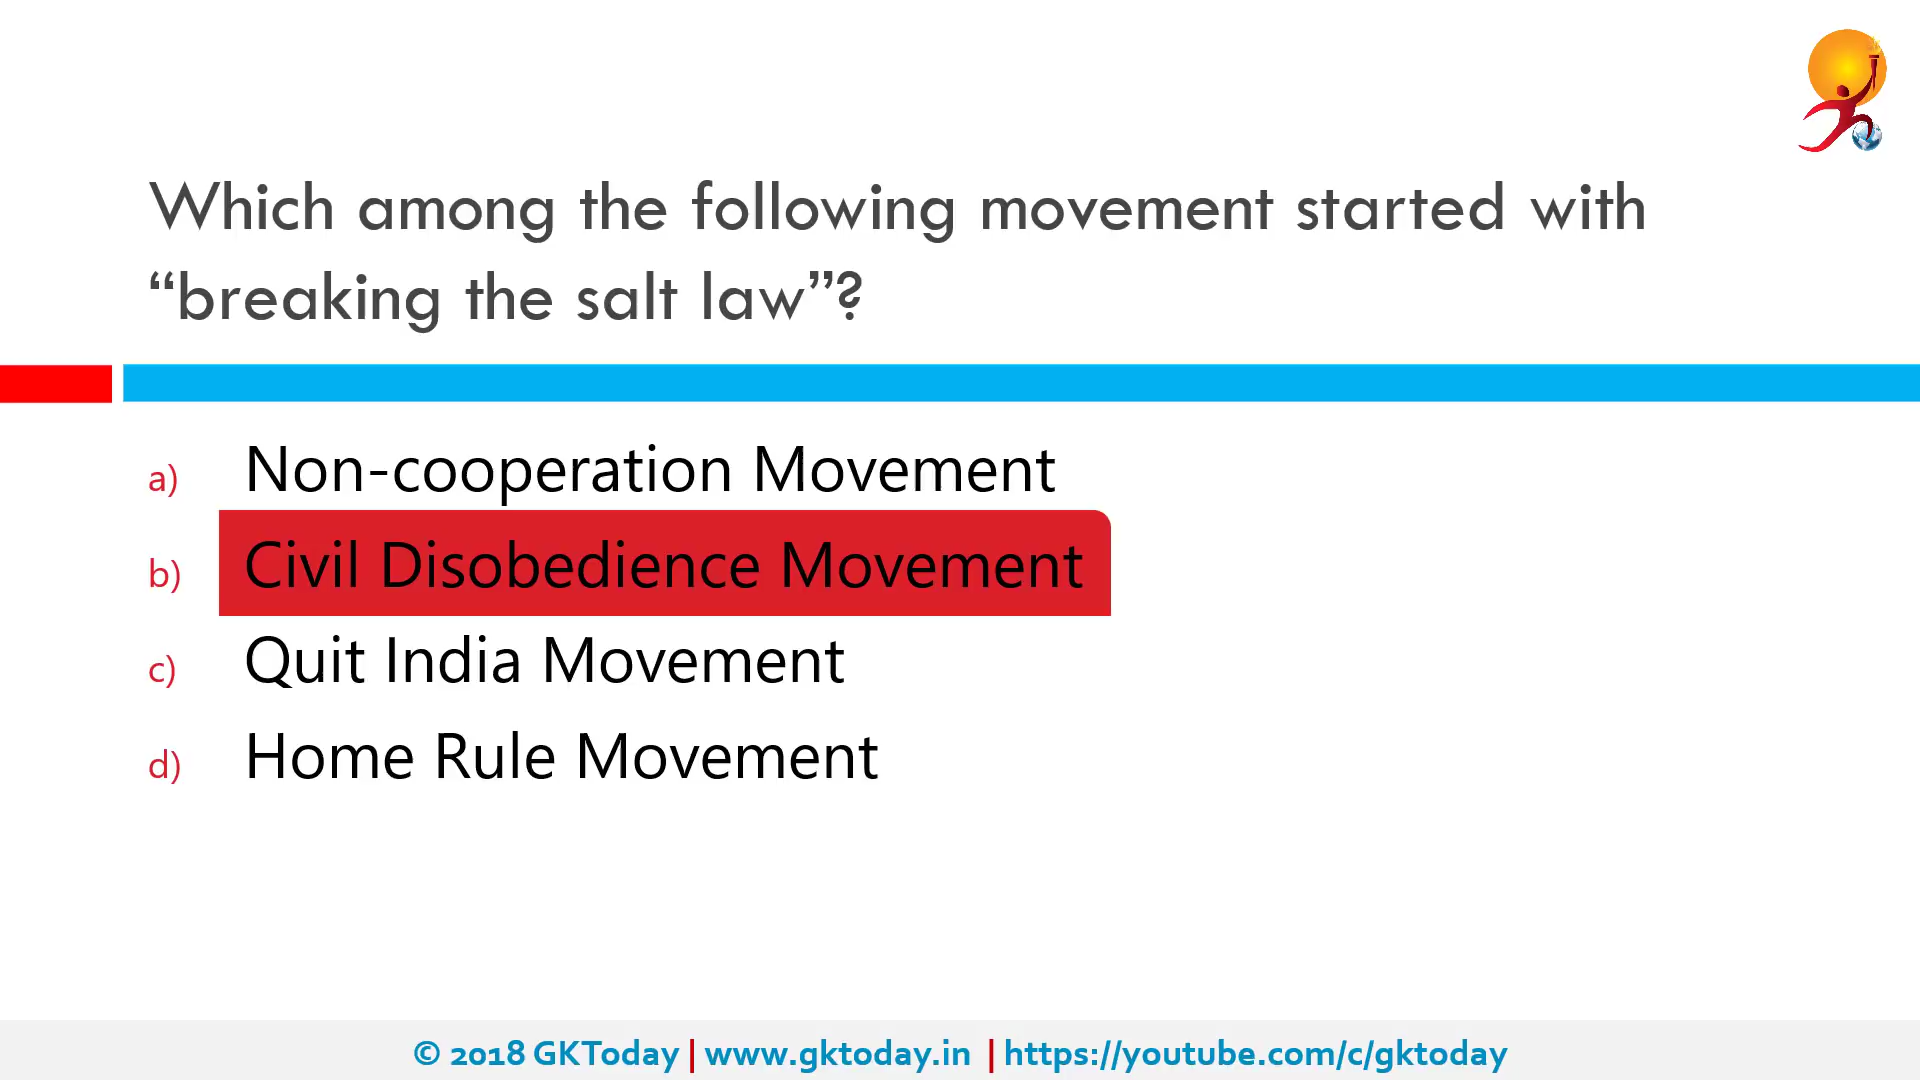 Which among the following movement started with
“breaking the salt law”?
a) Non-cooperation Movement
b) Civil Disobedience Movement
c) Quit India Movement
d) Home Rule Movement
© 2018 GKToday | www.gktoday.in | https://youtube.com/c/gktoday